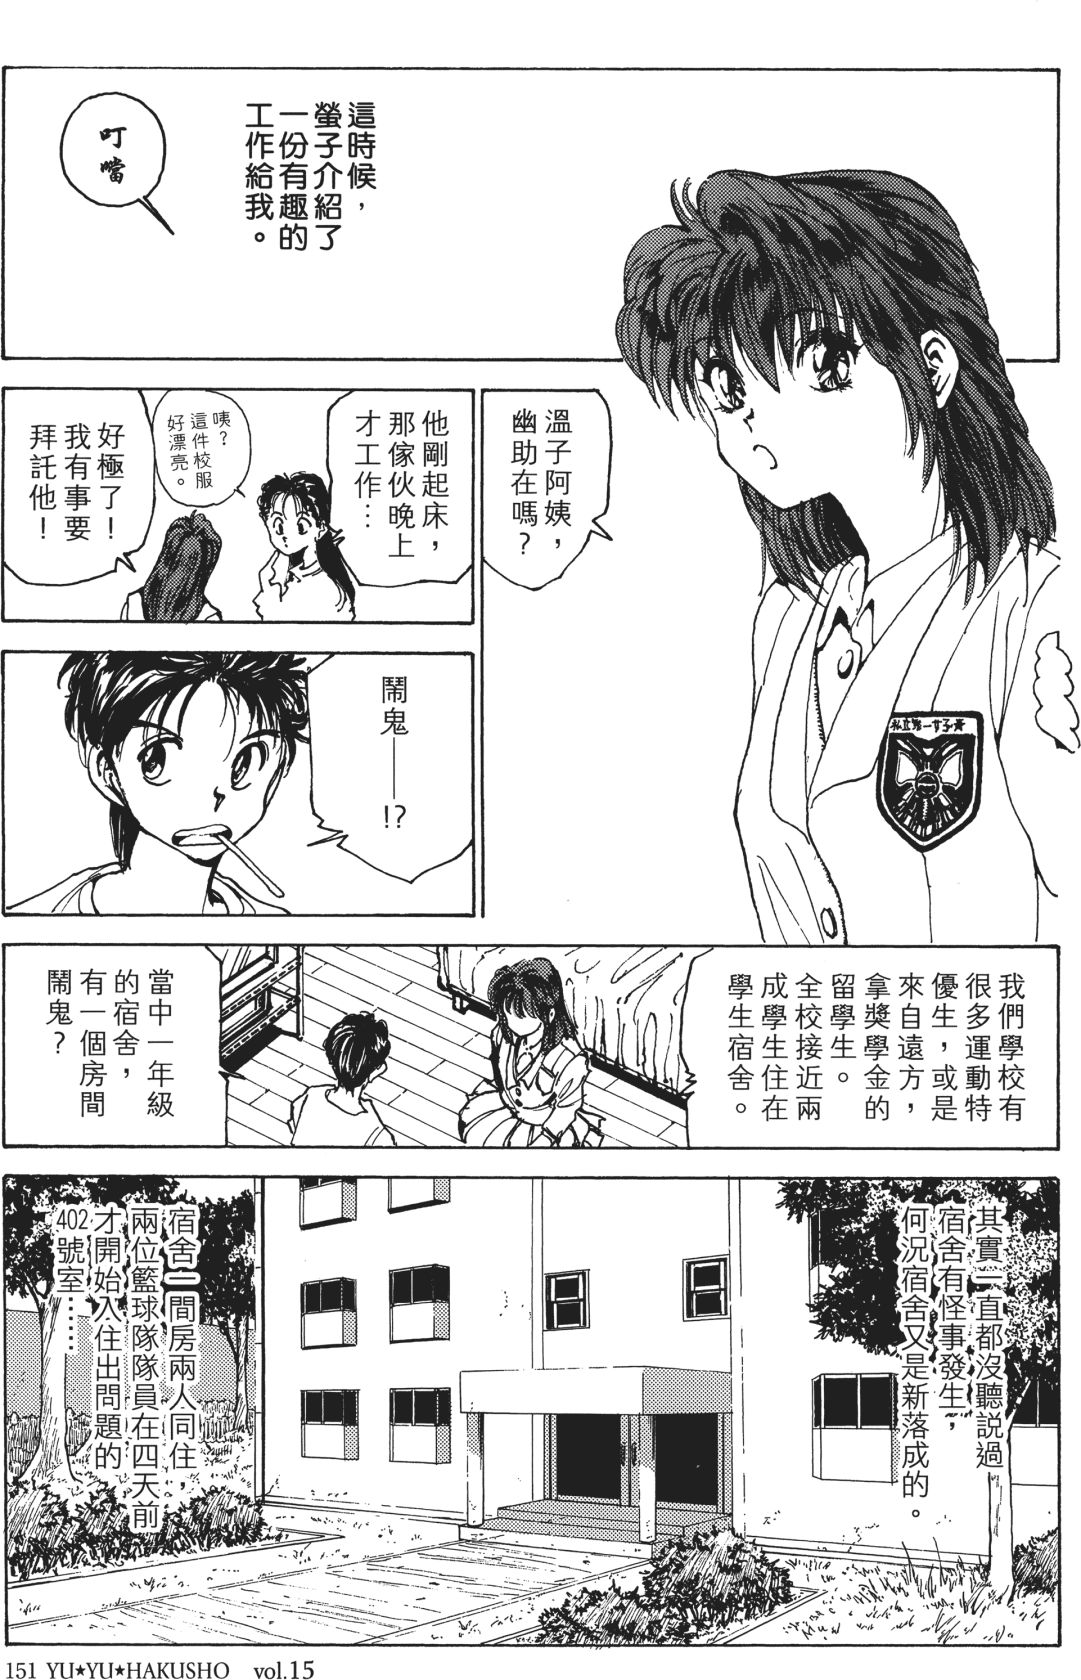 這時候，
螢子介紹了
一份有趣的
工作給我。
叮噹
溫子阿姨，
幽助在嗎？
私立第一女子高
他剛起床，
那傢伙晚上
才工作…
咦？
這件校服
好漂亮。
好極了！
我有事要
拜託他！
鬧鬼——!?
我們學校有
很多運動特
優生，或是
來自遠方，
拿獎學金的
留學生。
全校接近兩
成學生住在
學生宿舍。
當中一年級
的宿舍，
有一個房間
鬧鬼？
其實一直都沒聽説過
宿舍有怪事發生，
何況宿舍又是新落成的。
宿舍一間房兩人同住，
兩位籃球隊隊員在四天前
才開始入住出問題的
402號室……
151 YU★YU★HAKUSHO vol.15